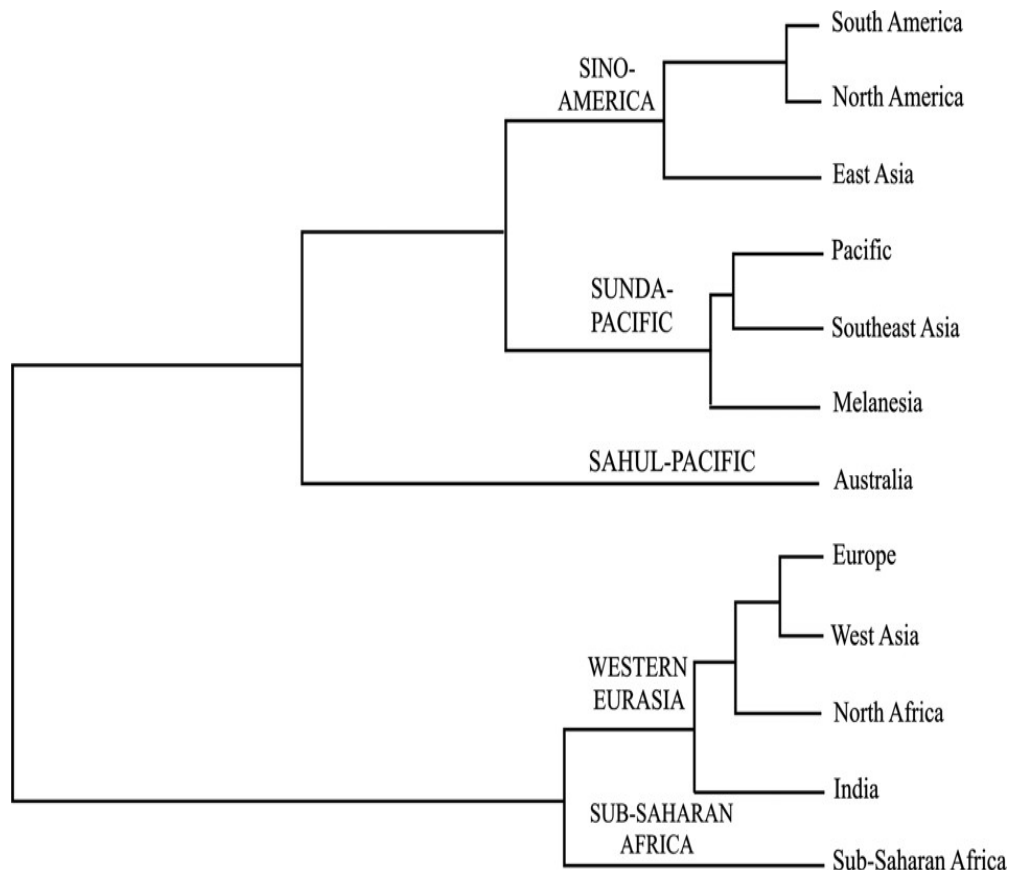 South America
SINO-
AMERICA
North America
East Asia
Pacific
SUNDA-
PACIFIC
Southeast Asia
Melanesia
SAHUL-PACIFIC
Australia
Europe
West Asia
WESTERN
EURASIA
North Africa
India
SUB-SAHARAN
AFRICA
Sub-Saharan Africa